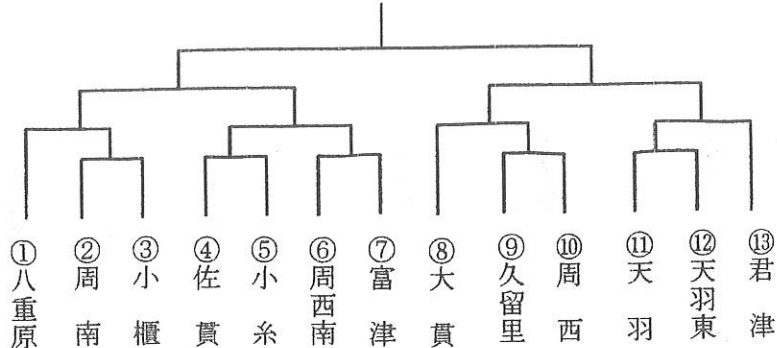 ①八重原
②周南
③小櫃
④佐貫
⑤小糸
⑥周西南
⑦富津
⑧大貫
⑨久留里
⑩周西
⑪天羽
⑫天羽東
⑬君津